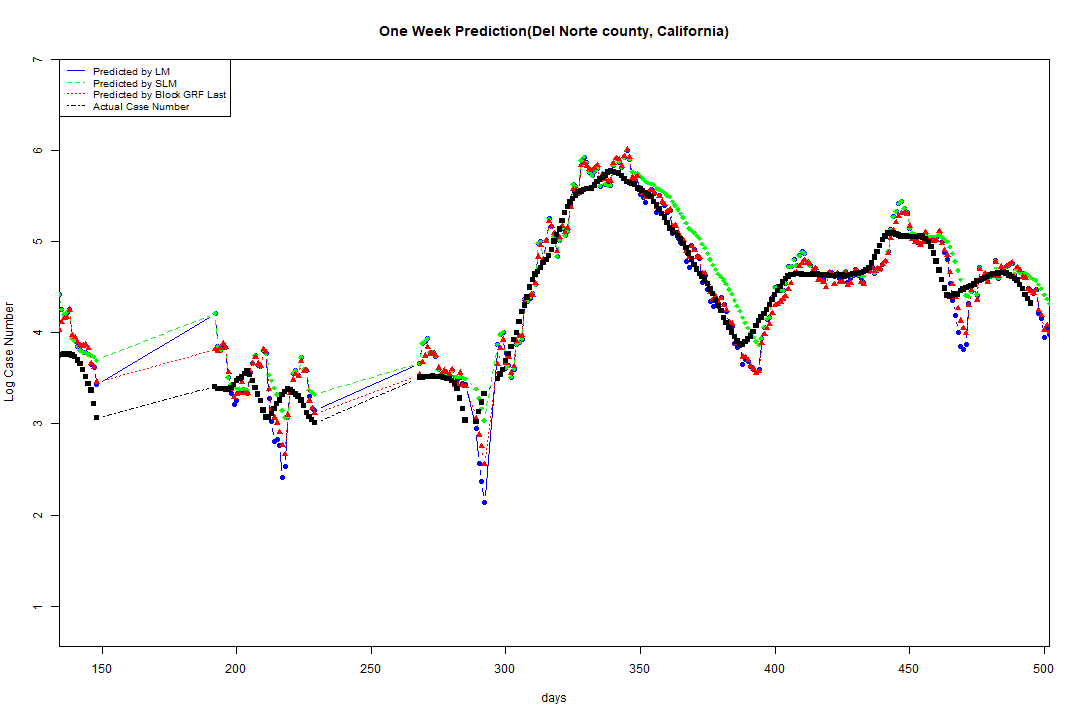 One Week Prediction(Del Norte county, California)
Predicted by LM
Predicted by SLM
Predicted by Block GRF Last
Actual Case Number
Log Case Number
7
6
5
4
3
2
1
150 200 250 300 350 400 450 500
days